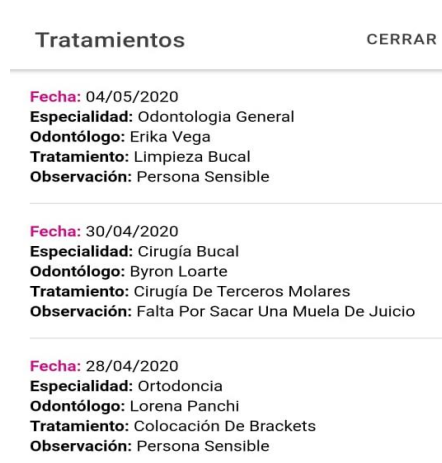 Tratamientos CERRAR
Fecha: 04/05/2020
Especialidad: Odontologia General
Odontólogo: Erika Vega
Tratamiento: Limpieza Bucal
Observación: Persona Sensible
Fecha: 30/04/2020
Especialidad: Cirugía Bucal
Odontólogo: Byron Loarte
Tratamiento: Cirugía De Terceros Molares
Observación: Falta Por Sacar Una Muela De Juicio
Fecha: 28/04/2020
Especialidad: Ortodoncia
Odontólogo: Lorena Panchi
Tratamiento: Colocación De Brackets
Observación: Persona Sensible